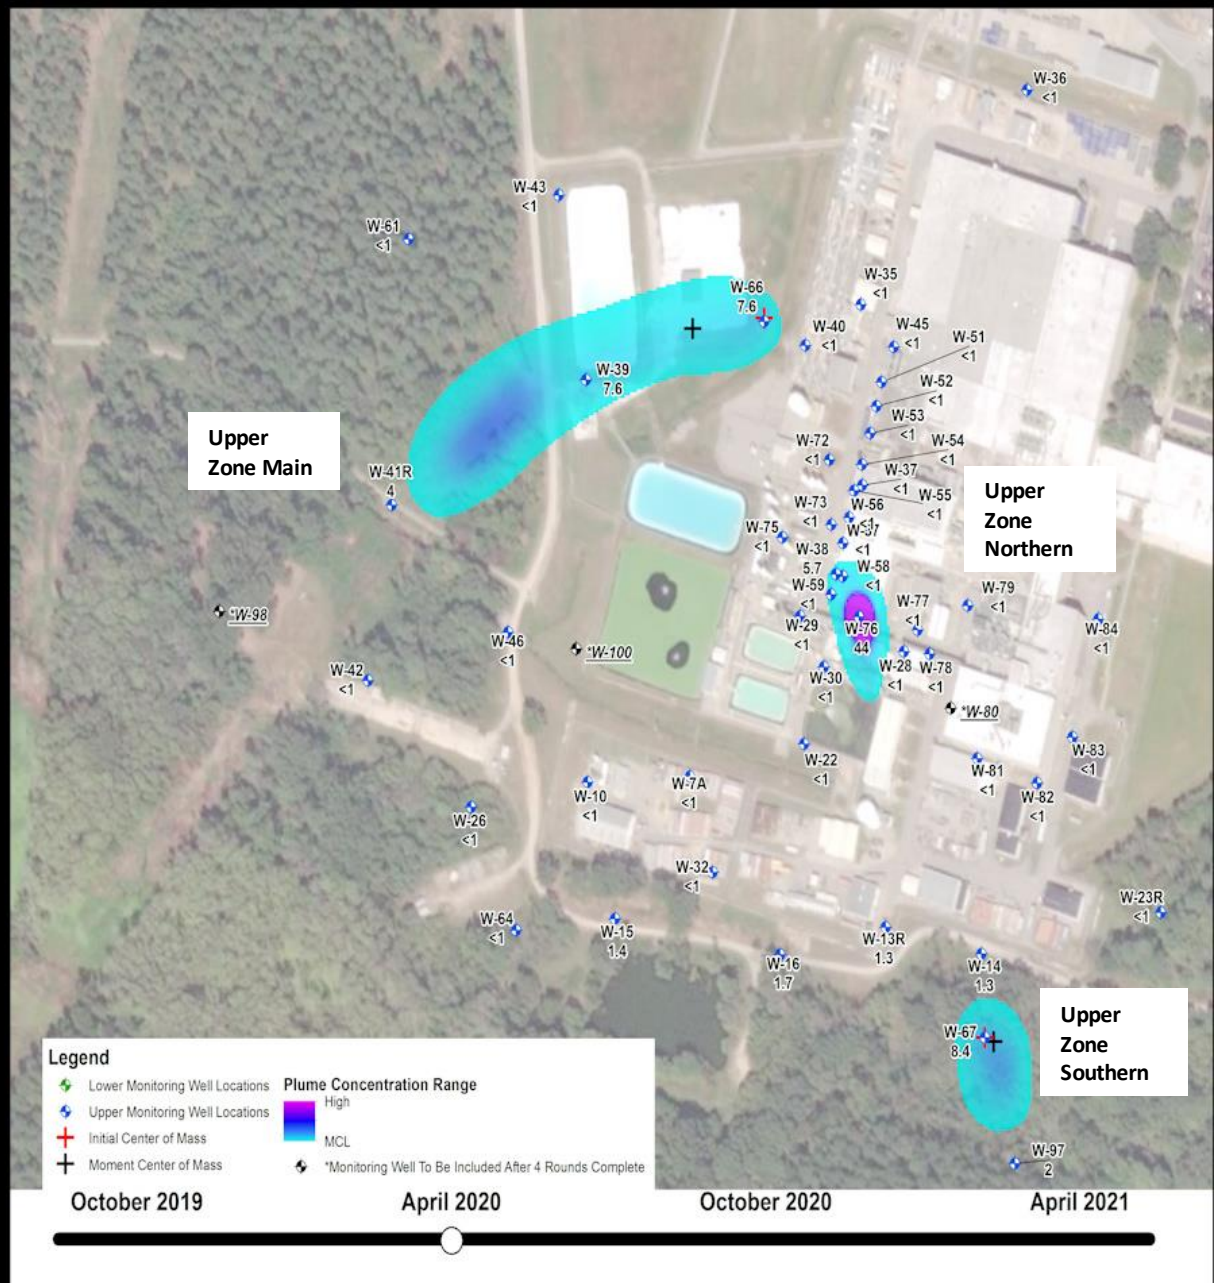 W-36
<1
W-43
<1
W-61
<1
W-66
7.6
W-35
<1
W-40
<1
W-45
<1
W-51
<1
W-39
7.6
W-52
<1
W-53
<1
Upper
Zone Main
W-72
<1
W-54
<1
W-41R
4
W-37
<1
Upper
Zone
Northern
W-55
<1
W-73
<1
W-56
<1
W-75
<1
<1
W-38
5.7
W-58
<1
W-59
<1
W-79
<1
W-77
<1
*W-98
W-29
<1
W-76
44
W-84
<1
W-46
<1
*W-100
W-28
<1
W-78
<1
W-42
<1
W-30
<1
*W-80
W-22
<1
W-83
<1
W-81
<1
W-10
<1
W-7A
<1
W-82
<1
W-26
<1
W-32
<1
W-23R
<1
W-64
<1
W-15
1.4
W-13R
1.3
W-16
1.7
W-14
1.3
Upper
Zone
Southern
W-67
8.4
W-97
2
Legend
Lower Monitoring Well Locations
Upper Monitoring Well Locations
Initial Center of Mass
Moment Center of Mass
Plume Concentration Range
High
MCL
*Monitoring Well To Be Included After 4 Rounds Complete
October 2019
April 2020
October 2020
April 2021